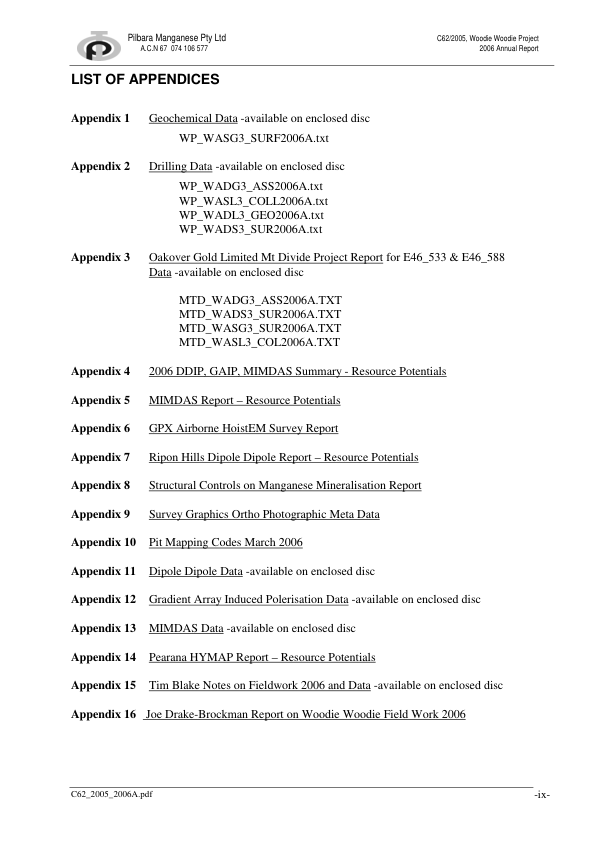 Pilbara Manganese Pty Ltd
A.C.N 67 074 106 577
C62/2005, Woodie Woodie Project
2006 Annual Report
LIST OF APPENDICES
Appendix 1 Geochemical Data -available on enclosed disc
WP_WASG3_SURF2006A.txt
Appendix 2 Drilling Data -available on enclosed disc
WP_WADG3_ASS2006A.txt
WP_WASL3_COLL2006A.txt
WP_WADL3_GEO2006A.txt
WP_WADS3_SUR2006A.txt
Appendix 3 Oakover Gold Limited Mt Divide Project Report for E46_533 & E46_588
Data -available on enclosed disc
MTD_WADG3_ASS2006A.TXT
MTD_WADS3_SUR2006A.TXT
MTD_WASG3_SUR2006A.TXT
MTD_WASL3_COL2006A.TXT
Appendix 4 2006 DDIP, GAIP, MIMDAS Summary - Resource Potentials
Appendix 5 MIMDAS Report – Resource Potentials
Appendix 6 GPX Airborne HoistEM Survey Report
Appendix 7 Ripon Hills Dipole Dipole Report – Resource Potentials
Appendix 8 Structural Controls on Manganese Mineralisation Report
Appendix 9 Survey Graphics Ortho Photographic Meta Data
Appendix 10 Pit Mapping Codes March 2006
Appendix 11 Dipole Dipole Data -available on enclosed disc
Appendix 12 Gradient Array Induced Polerisation Data -available on enclosed disc
Appendix 13 MIMDAS Data -available on enclosed disc
Appendix 14 Pearana HYMAP Report – Resource Potentials
Appendix 15 Tim Blake Notes on Fieldwork 2006 and Data -available on enclosed disc
Appendix 16 Joe Drake-Brockman Report on Woodie Woodie Field Work 2006
C62_2005_2006A.pdf
-ix-